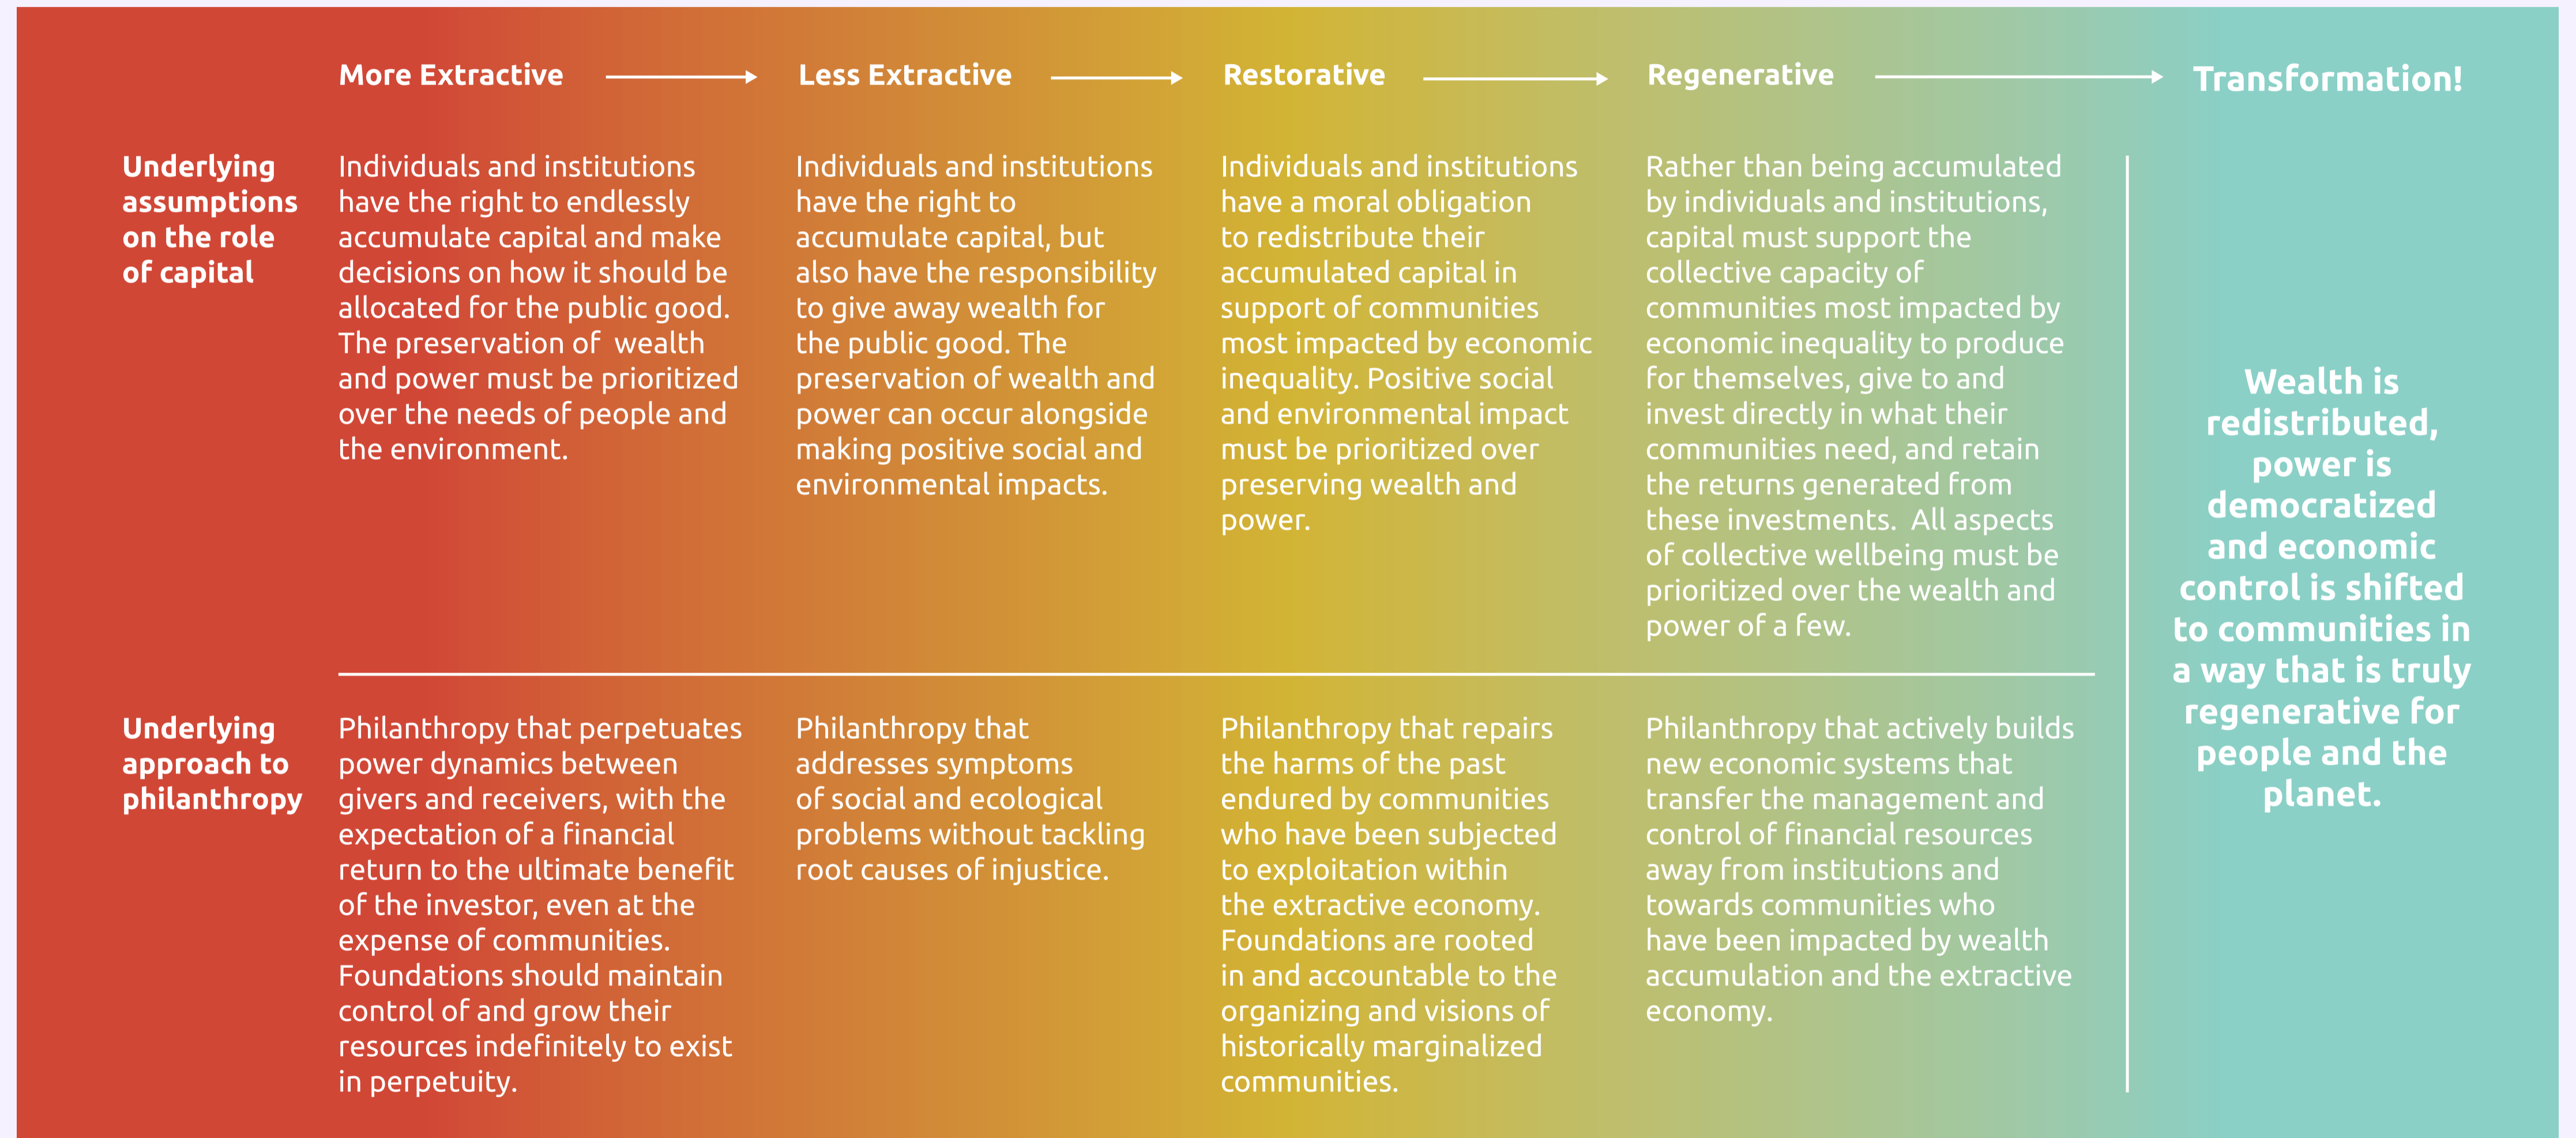 More Extractive
Less Extractive
Restorative
Regenerative
Transformation!
Underlying
assumptions
on the role
of capital
Individuals and institutions
have the right to endlessly
accumulate capital and make
decisions on how it should be
allocated for the public good.
The preservation of  wealth
and power must be prioritized
over the needs of people and
the environment.
Individuals and institutions
have the right to
accumulate capital, but
also have the responsibility
to give away wealth for
the public good. The
preservation of wealth and
power can occur alongside
making positive social and
environmental impacts.
Individuals and institutions
have a moral obligation
to redistribute their
accumulated capital in
support of communities
most impacted by economic
inequality. Positive social
and environmental impact
must be prioritized over
preserving wealth and
power.
Rather than being accumulated
by individuals and institutions,
capital must support the
collective capacity of
communities most impacted by
economic inequality to produce
for themselves, give to and
invest directly in what their
communities need, and retain
the returns generated from
these investments.  All aspects
of collective wellbeing must be
prioritized over the wealth and
power of a few.
Underlying
approach to
philanthropy
Philanthropy that perpetuates
power dynamics between
givers and receivers, with the
expectation of a financial
return to the ultimate benefit
of the investor, even at the
expense of communities.
Foundations should maintain
control of and grow their
resources indefinitely to exist
in perpetuity.
Philanthropy that
addresses symptoms
of social and ecological
problems without tackling
root causes of injustice.
Philanthropy that repairs
the harms of the past
endured by communities
who have been subjected
to exploitation within
the extractive economy.
Foundations are rooted
in and accountable to the
organizing and visions of
historically marginalized
communities.
Philanthropy that actively builds
new economic systems that
transfer the management and
control of financial resources
away from institutions and
towards communities who
have been impacted by wealth
accumulation and the extractive
economy.
Wealth is
redistributed,
power is
democratized
and economic
control is shifted
to communities in
a way that is truly
regenerative for
people and the
planet.